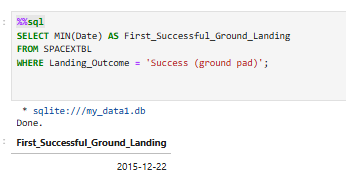 %%sql
SELECT MIN(Date) AS First_Successful_Ground_Landing
FROM SPACEXTBL
WHERE Landing_Outcome = 'Success (ground pad)';
* sqlite:///my_data1.db
Done.
: First_Successful_Ground_Landing
2015-12-22